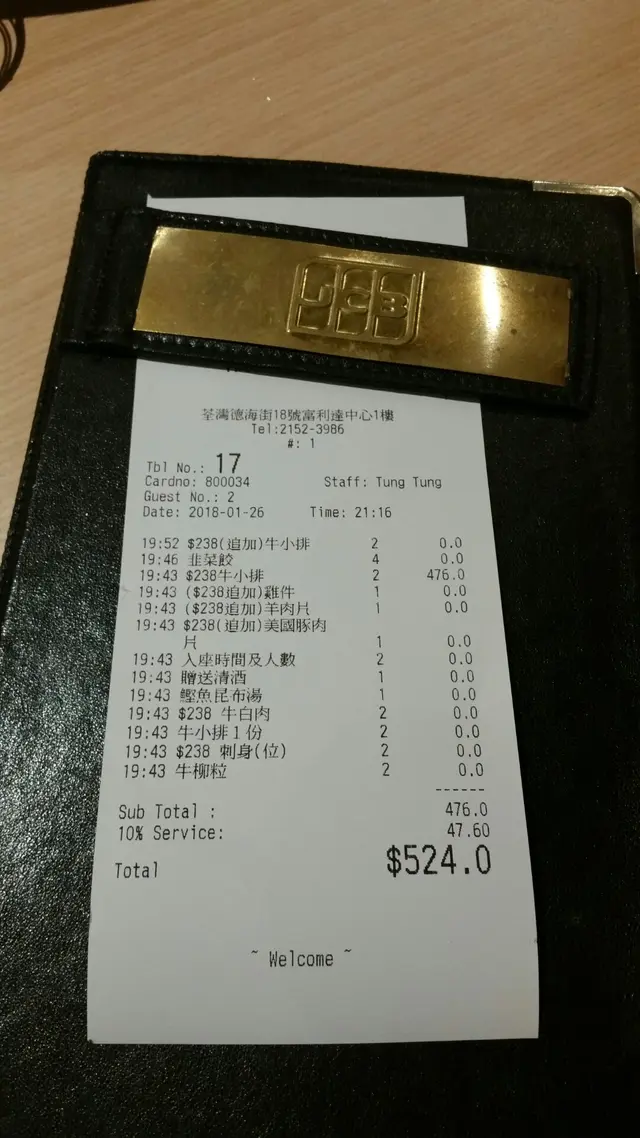 JCB
荃灣德海街18號富利達中心1樓
Tel:2152-3986
#: 1
Tbl No.: 17
Cardno: 800034 Staff: Tung Tung
Guest No.: 2
Date: 2018-01-26 Time: 21:16
19:52 $238(追加)牛小排 2 0.0
19:46 韭菜餃 4 0.0
19:43 $238牛小排 2 476.0
19:43 ($238追加)雞件 1 0.0
19:43 ($238追加)羊肉片 1 0.0
19:43 $238(追加)美國豚肉
片 1 0.0
19:43 入座時間及人數 2 0.0
19:43 贈送清酒 1 0.0
19:43 鰹魚昆布湯 1 0.0
19:43 $238 牛白肉 2 0.0
19:43 牛小排1份 2 0.0
19:43 $238 刺身(位) 2 0.0
19:43 牛柳粒 2 0.0
------
Sub Total : 476.0
10% Service: 47.60
Total $524.0
~ Welcome ~